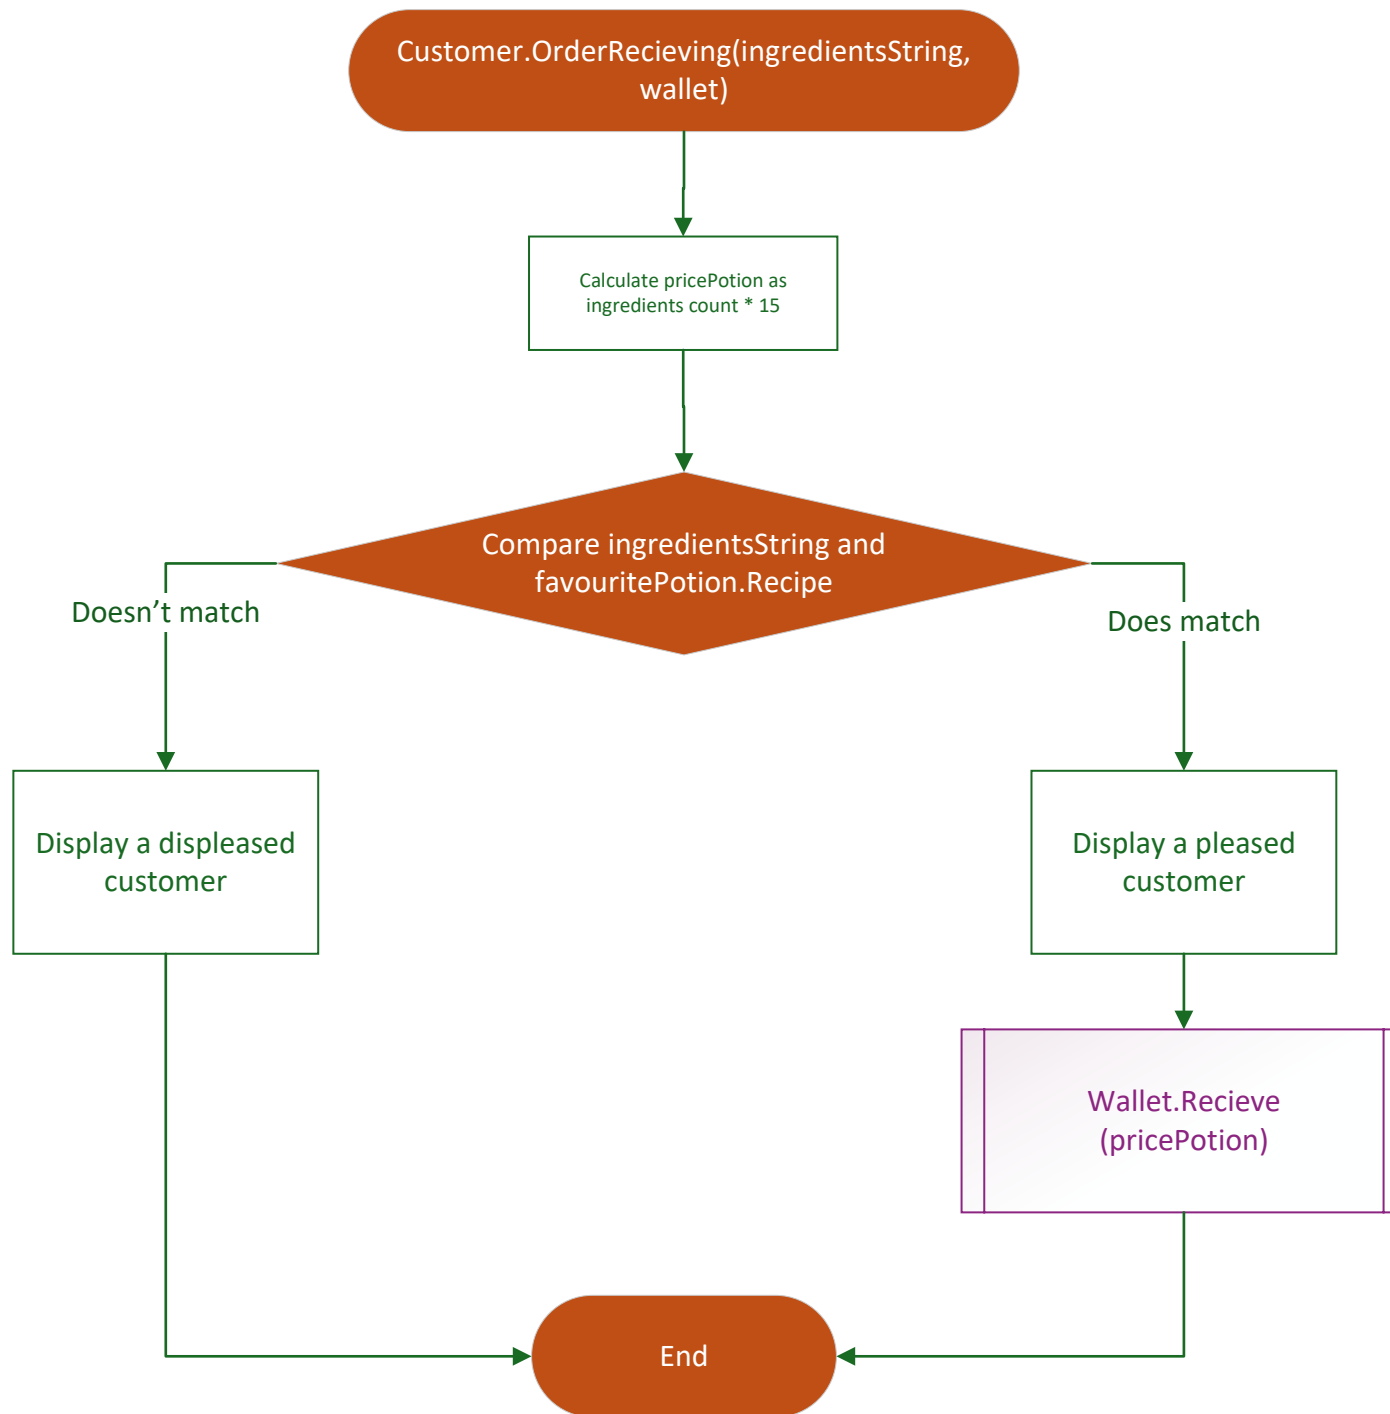 Customer.OrderRecieving(ingredientsString,
wallet)
Calculate pricePotion as
ingredients count * 15
Compare ingredientsString and
favouritePotion.Recipe
Doesn't match
Does match
Display a displeased
customer
Display a pleased
customer
Wallet.Recieve
(pricePotion)
End